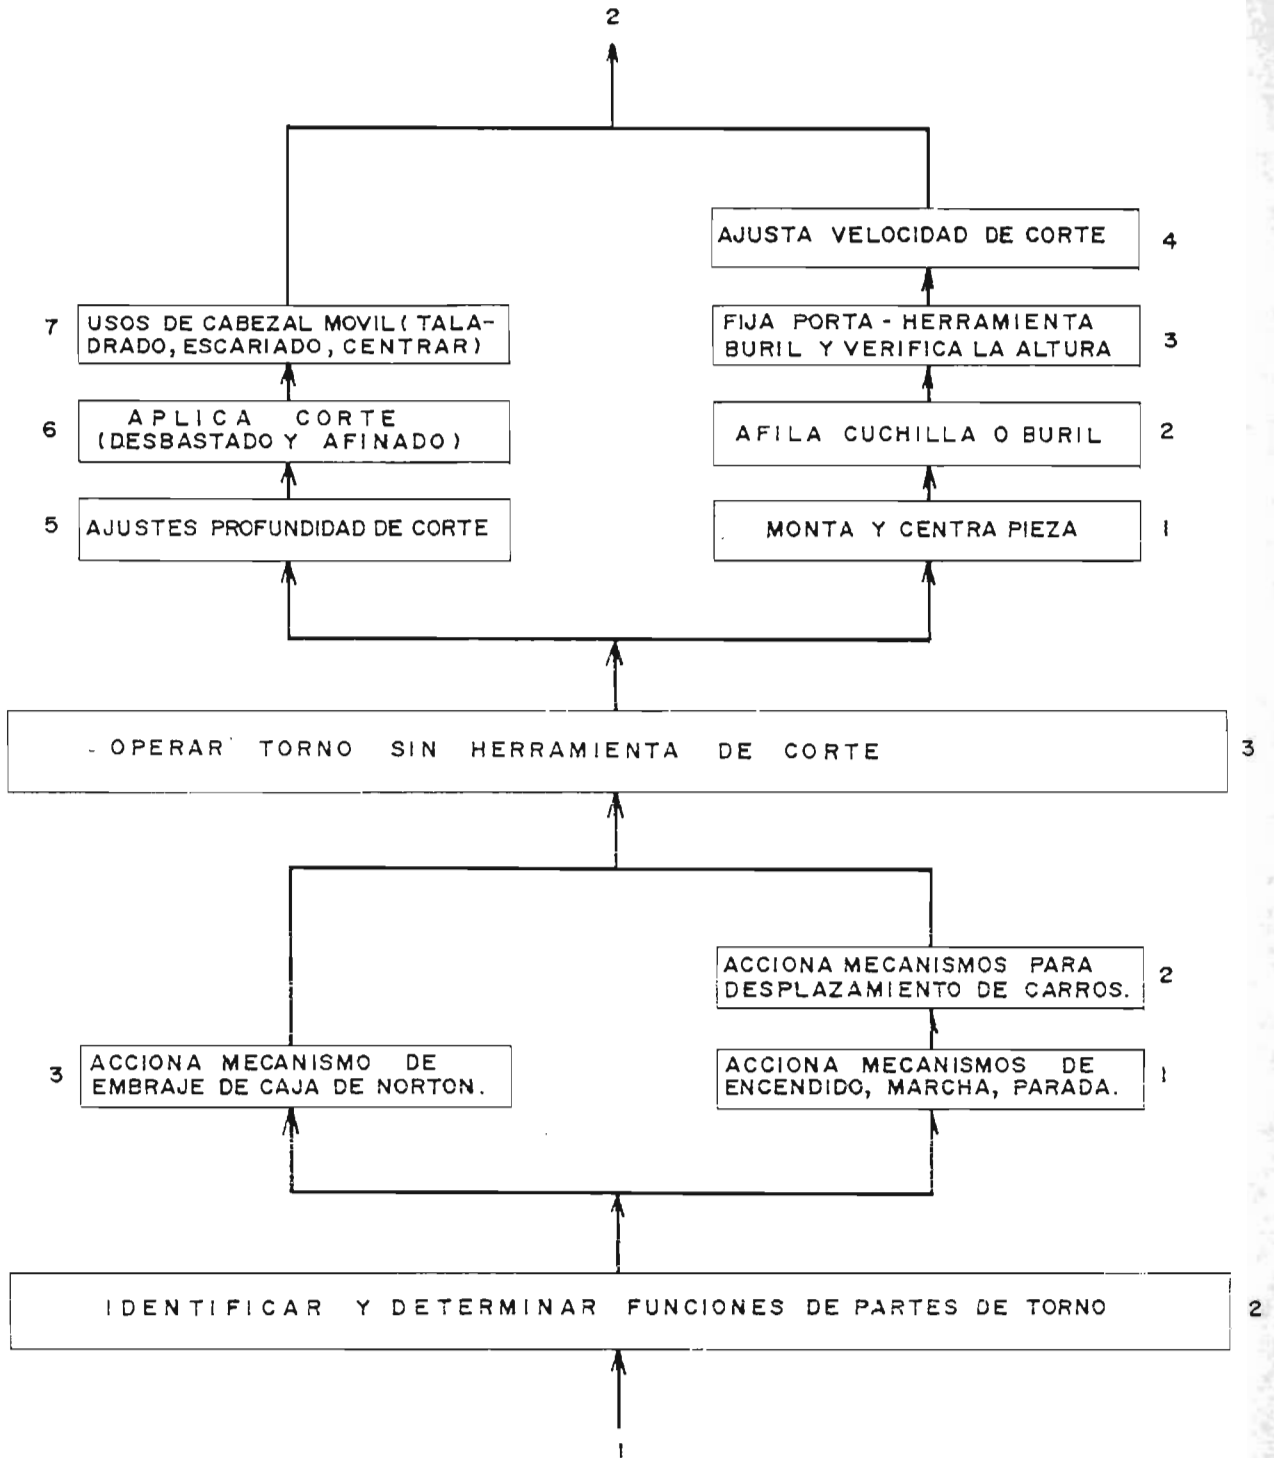 2
AJUSTA VELOCIDAD DE CORTE
4
7
USOS DE CABEZAL MOVIL (TALA-
DRADO, ESCARIADO, CENTRAR)
FIJA PORTA-HERRAMIENTA
BURIL Y VERIFICA LA ALTURA
3
6
APLICA CORTE
(DESBASTADO Y AFINADO)
AFILA CUCHILLA O BURIL
2
5
AJUSTES PROFUNDIDAD DE CORTE
MONTA Y CENTRA PIEZA
1
OPERAR TORNO SIN HERRAMIENTA DE CORTE
3
ACCIONA MECANISMOS PARA
DESPLAZAMIENTO DE CARROS.
2
3
ACCIONA MECANISMO DE
EMBRAJE DE CAJA DE NORTON.
ACCIONA MECANISMOS DE
ENCENDIDO, MARCHA, PARADA.
1
IDENTIFICAR Y DETERMINAR FUNCIONES DE PARTES DE TORNO
2
1